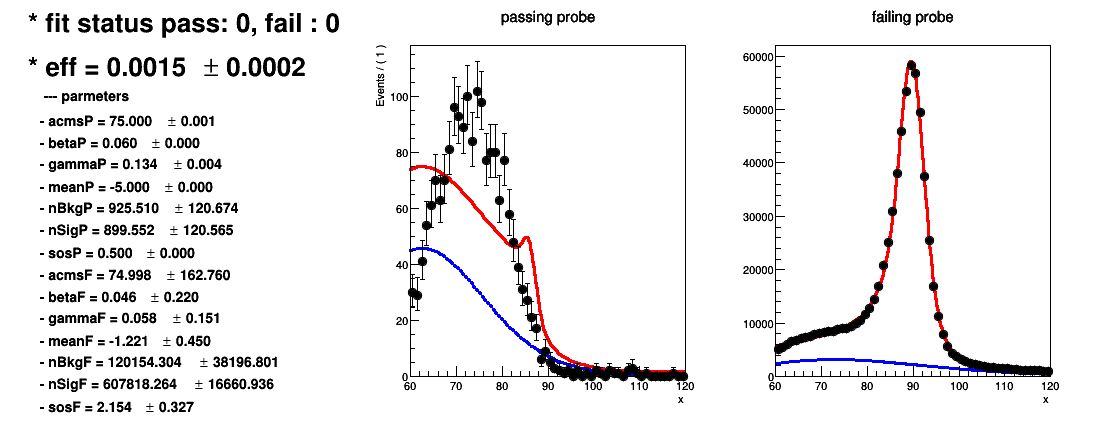 * fit status pass: 0, fail : 0
* eff = 0.0015 ± 0.0002
--- parmeters
- acmsP = 75.000 ± 0.001
- betaP = 0.060 ± 0.000
- gammaP = 0.134 ± 0.004
- meanP = -5.000 ± 0.000
- nBkgP = 925.510 ± 120.674
- nSigP = 899.552 ± 120.565
- sosP = 0.500 ± 0.000
- acmsF = 74.998 ± 162.760
- betaF = 0.046 ± 0.220
- gammaF = 0.058 ± 0.151
- meanF = -1.221 ± 0.450
- nBkgF = 120154.304 ± 38196.801
- nSigF = 607818.264 ± 16660.936
- sosF = 2.154 ± 0.327
passing probe
Events / ( 1 )
100
80
60
40
20
0
60 70 80 90 100 110 120
x
failing probe
60000
50000
40000
30000
20000
10000
0
60 70 80 90 100 110 120
x